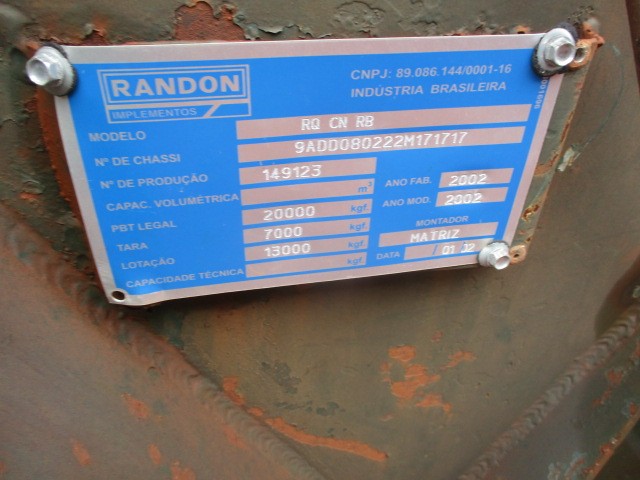 RANDON
IMPLEMENTOS
CNPJ: 89.086.144/0001-16
INDÚSTRIA BRASILEIRA
MODELO RQ CN RB
Nº DE CHASSI 9ADD080222M171717
Nº DE PRODUÇÃO 149123
CAPAC. VOLUMÉTRICA m³
ANO FAB. 2002
PBT LEGAL 20000 kgf.
ANO MOD. 2002
TARA 7000 kgf.
MONTADOR
LOTAÇÃO 13000 kgf.
MATRIZ
CAPACIDADE TÉCNICA kgf.
DATA / 01 02